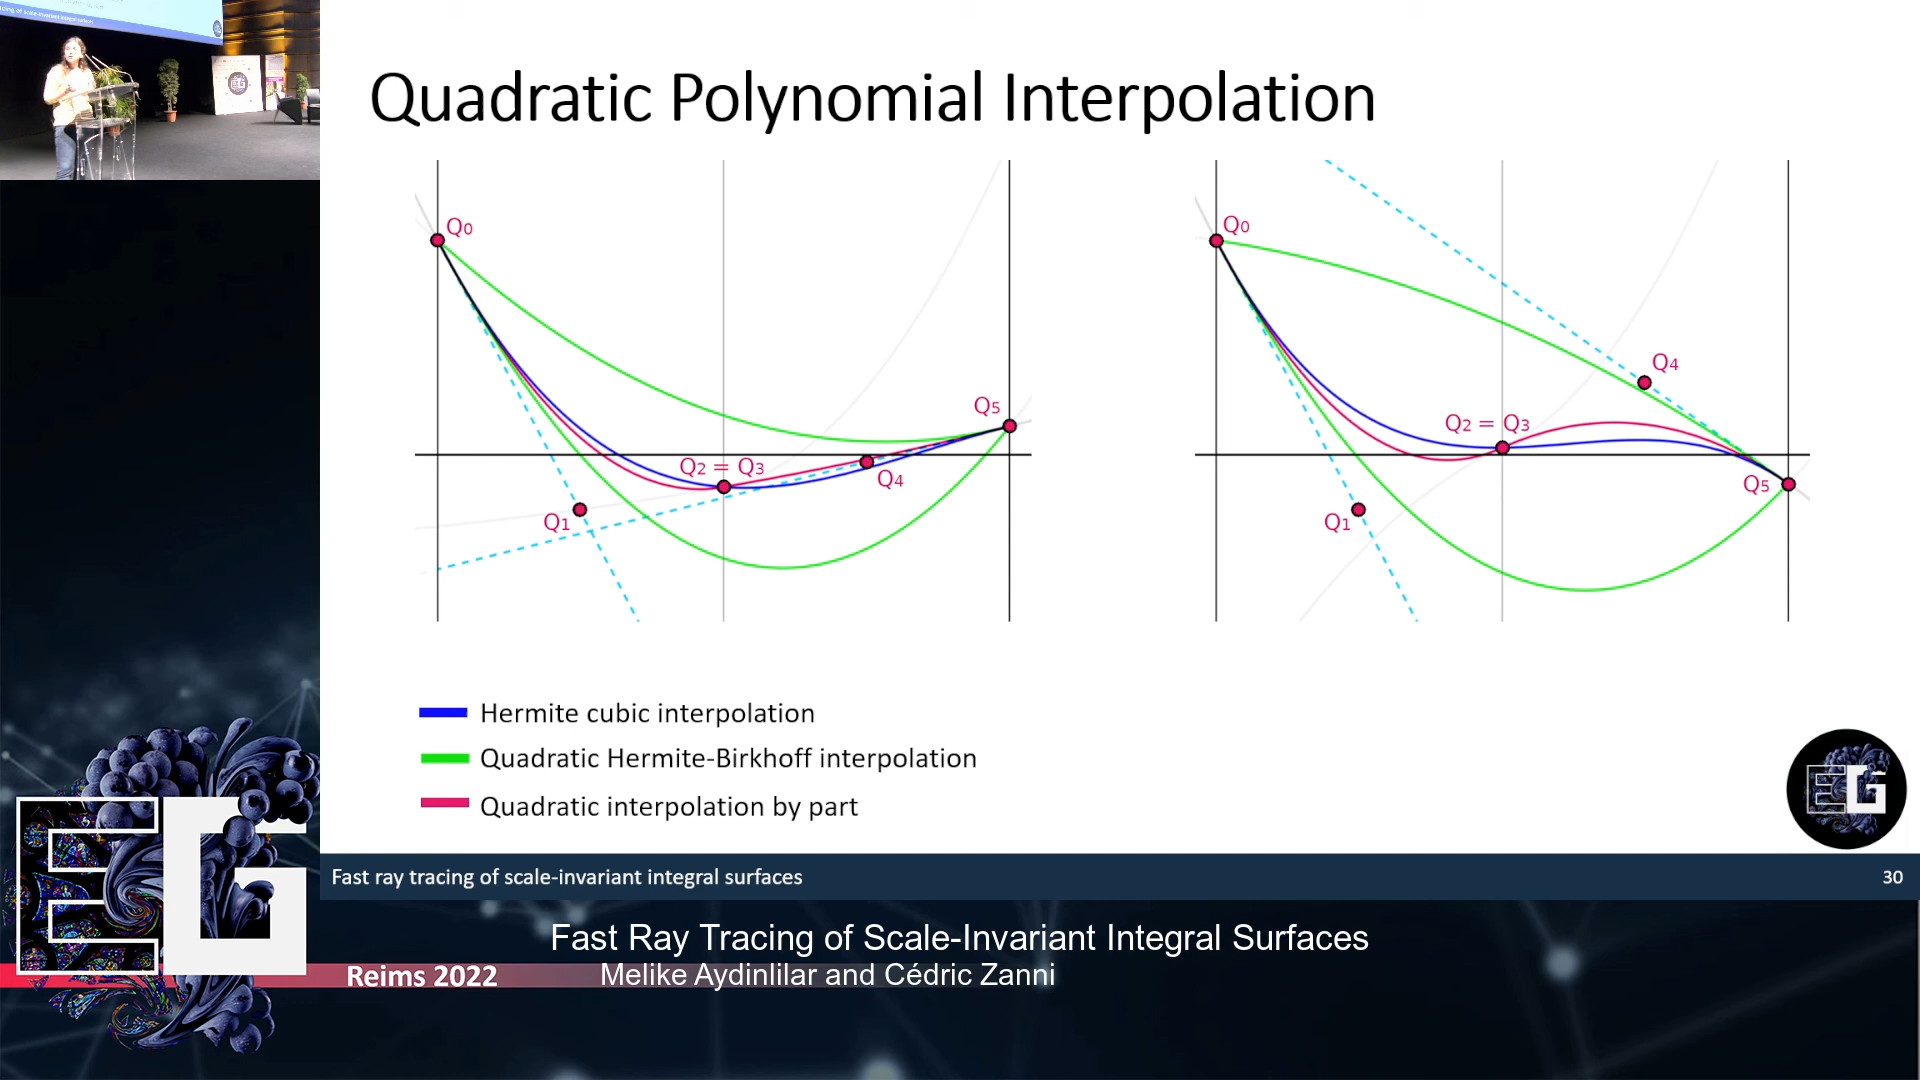 Quadratic Polynomial Interpolation
Q0
Q5
Q2 = Q3
Q4
Q1
Q0
Q4
Q2 = Q3
Q5
Q1
Hermite cubic interpolation
Quadratic Hermite-Birkhoff interpolation
Quadratic interpolation by part
EG
Fast ray tracing of scale-invariant integral surfaces
30
EG
Fast Ray Tracing of Scale-Invariant Integral Surfaces
Reims 2022
Melike Aydinlilar and Cédric Zanni